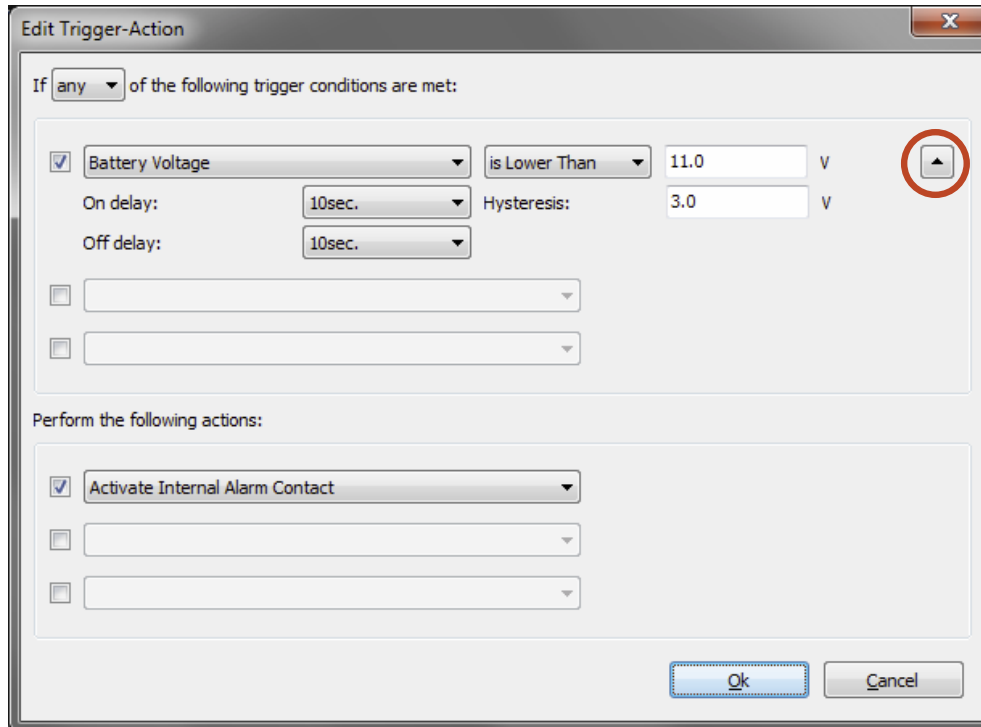 Edit Trigger-Action
If any of the following trigger conditions are met:
Battery Voltage is Lower Than 11.0 V
On delay: 10sec. Hysteresis: 3.0 V
Off delay: 10sec.
Perform the following actions:
Activate Internal Alarm Contact
Ok Cancel